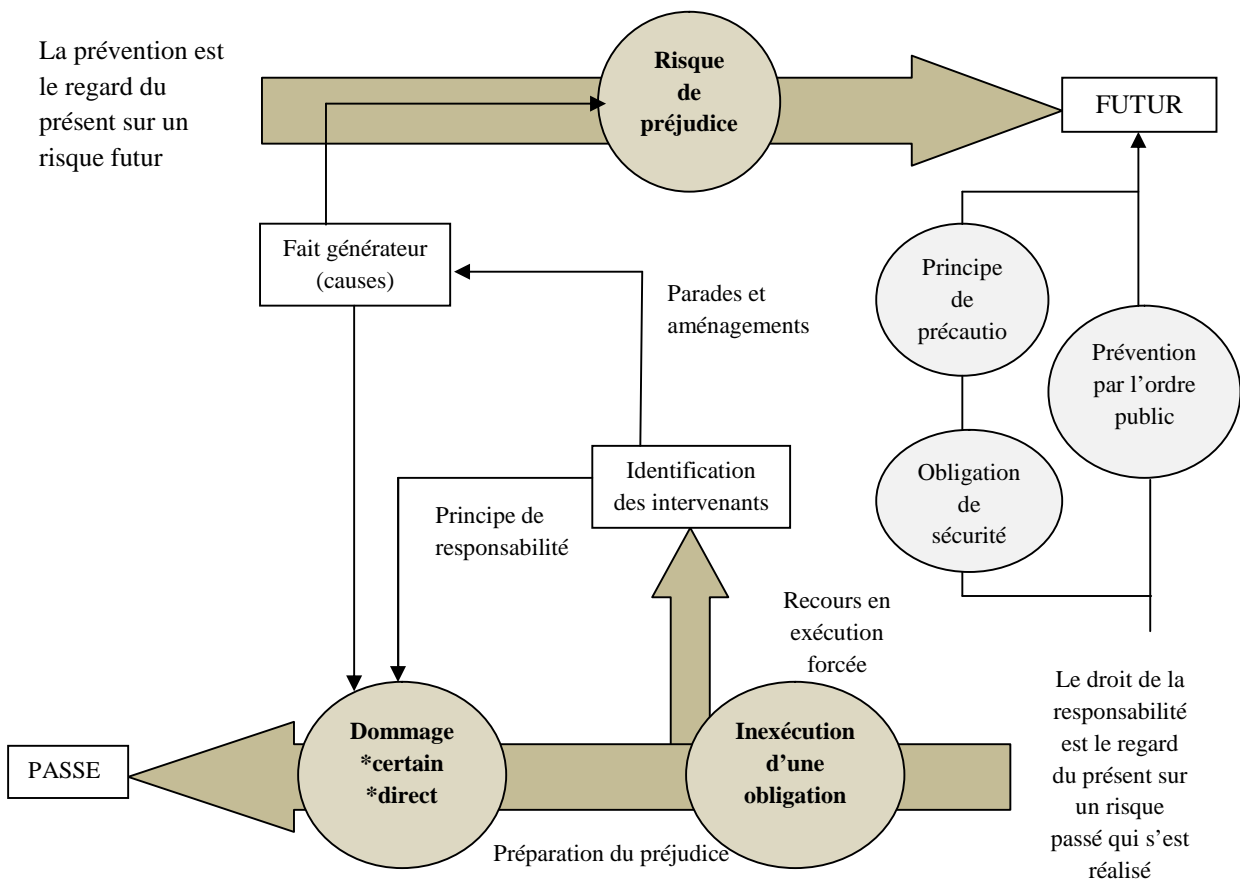 La prévention est
le regard du
présent sur un
risque futur
Risque
de
préjudice
FUTUR
Fait générateur
(causes)
Parades et
aménagements
Principe
de
précautio
Prévention
par l’ordre
public
Identification
des intervenants
Obligation
de
sécurité
Principe de
responsabilité
Recours en
exécution
forcée
Le droit de la
responsabilité
est le regard
du présent sur
un risque
passé qui s’est
réalisé
PASSE
Dommage
*certain
*direct
Inexécution
d’une
obligation
Préparation du préjudice